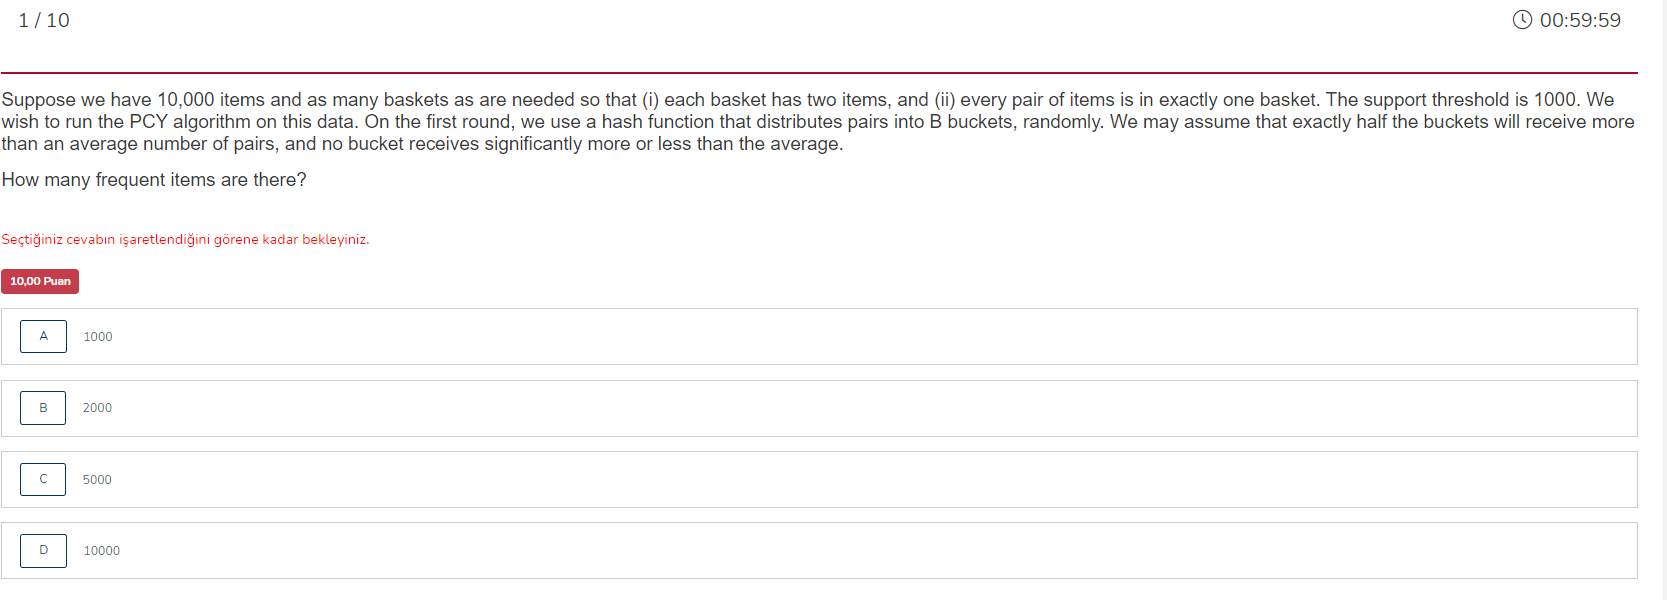 1 / 10
00:59:59
Suppose we have 10,000 items and as many baskets as are needed so that (i) each basket has two items, and (ii) every pair of items is in exactly one basket. The support threshold is 1000. We
wish to run the PCY algorithm on this data. On the first round, we use a hash function that distributes pairs into B buckets, randomly. We may assume that exactly half the buckets will receive more
than an average number of pairs, and no bucket receives significantly more or less than the average.
How many frequent items are there?
Seçtiğiniz cevabın işaretlendiğini görene kadar bekleyiniz.
10,00 Puan
A 1000
B 2000
C 5000
D 10000